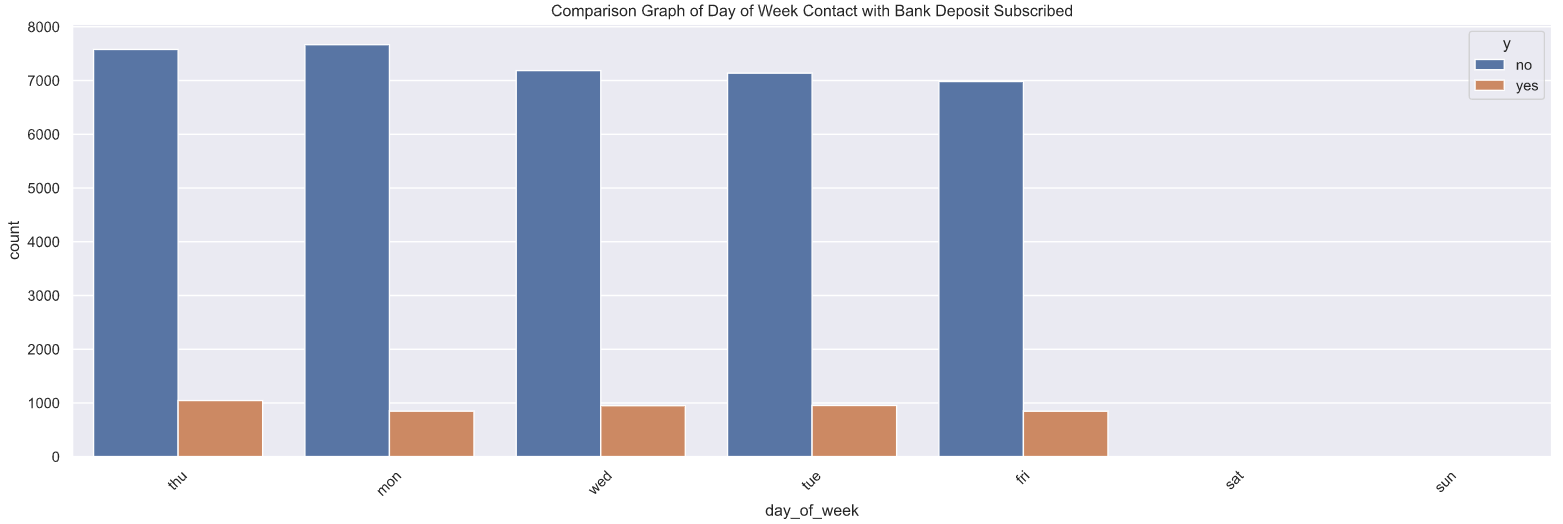 Comparison Graph of Day of Week Contact with Bank Deposit Subscribed
8000
7000
6000
5000
4000
3000
2000
1000
0
count
y
no
yes
thu
mon
wed
tue
fri
sat
sun
day_of_week